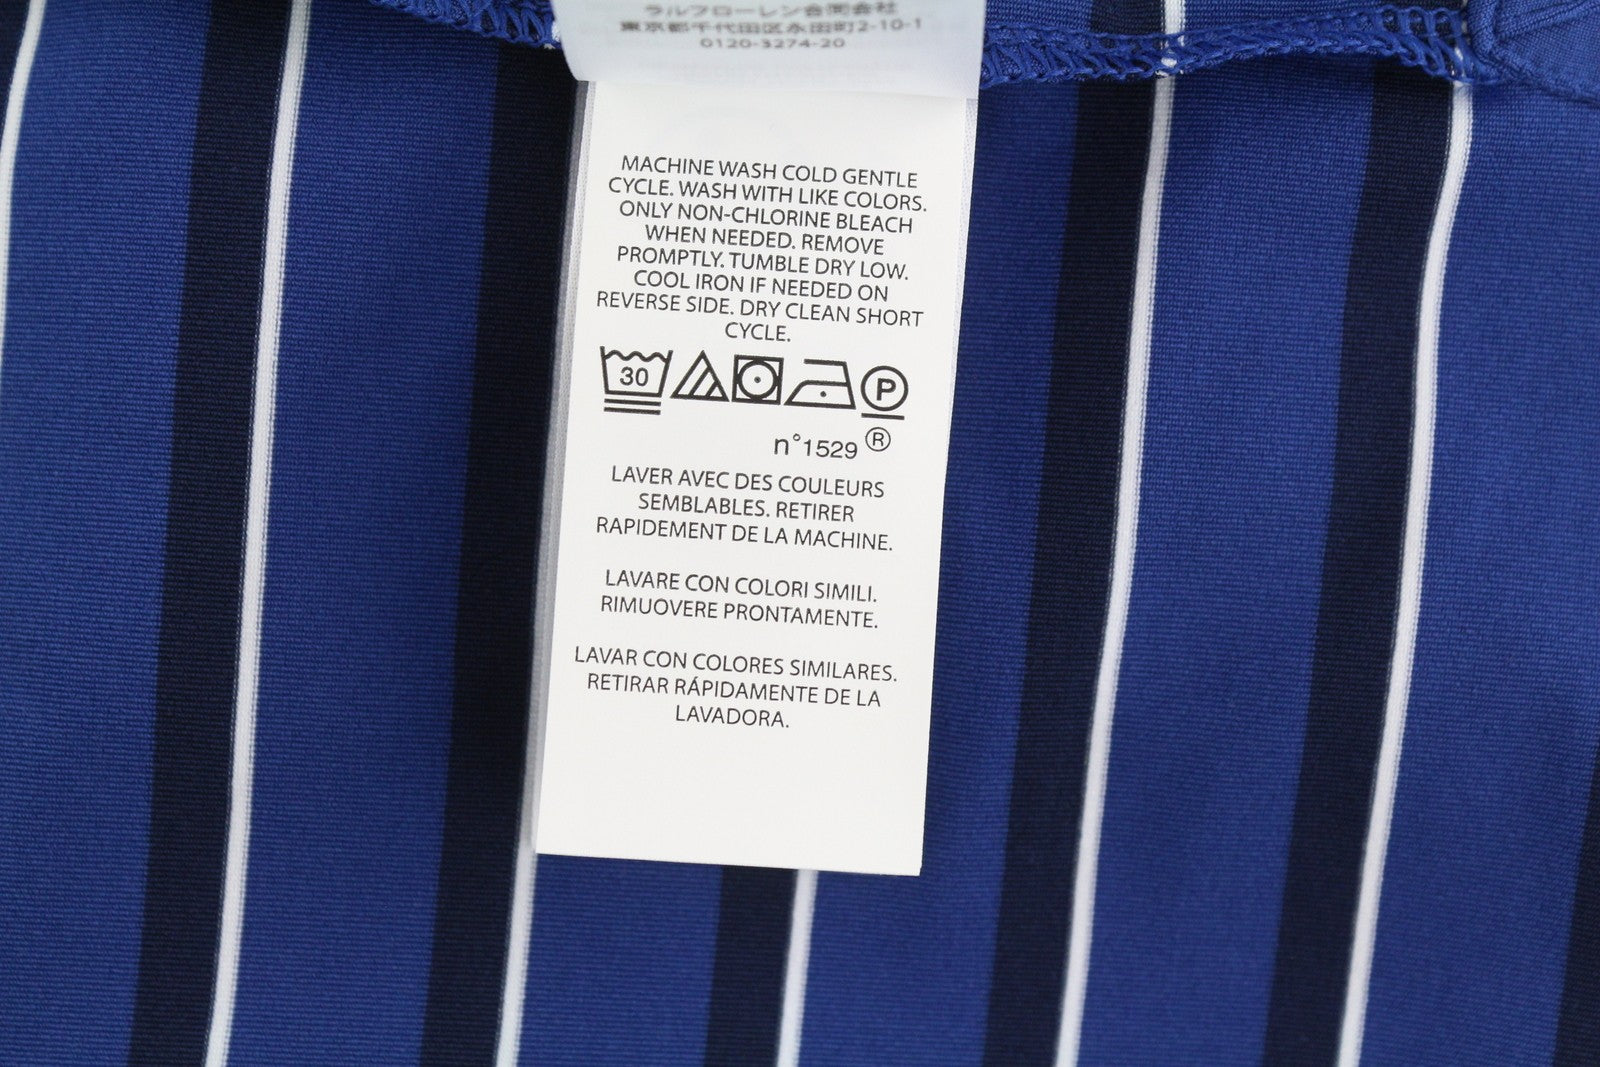 ラルフローレン合同会社
東京都千代田区永田町2-10-1
0120-3274-20
MACHINE WASH COLD GENTLE
CYCLE. WASH WITH LIKE COLORS.
ONLY NON-CHLORINE BLEACH
WHEN NEEDED. REMOVE
PROMPTLY. TUMBLE DRY LOW.
COOL IRON IF NEEDED ON
REVERSE SIDE. DRY CLEAN SHORT
CYCLE.
30 P
n°1529 ®
LAVER AVEC DES COULEURS
SEMBLABLES. RETIRER
RAPIDEMENT DE LA MACHINE.
LAVARE CON COLORI SIMILI.
RIMUOVERE PRONTAMENTE.
LAVAR CON COLORES SIMILARES.
RETIRAR RÁPIDAMENTE DE LA
LAVADORA.